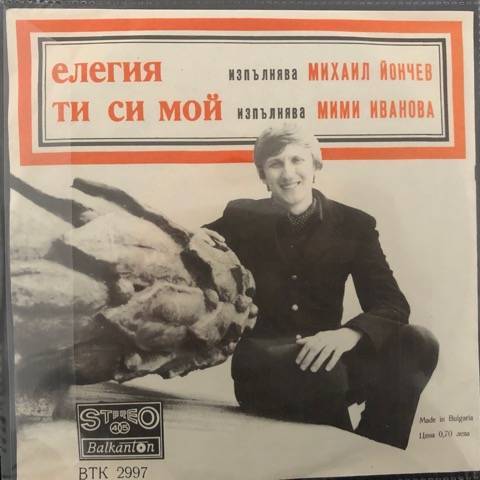 елегия изпълнява МИХАИЛ ЙОНЧЕВ
ти си мой изпълнява МИМИ ИВАНОВА
STEREO
45
Balkanton
Made in Bulgaria
Цена 0,70 лева
ВТК 2997